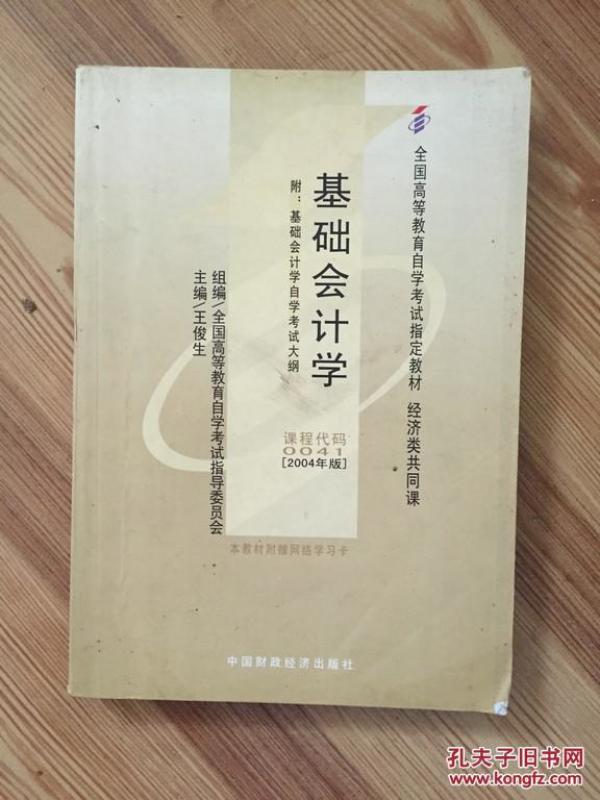 全国高等教育自学考试指定教材 经济类共同课
基础会计学
附：基础会计学自学考试大纲
课程代码
0041
[2004年版]
组编/全国高等教育自学考试指导委员会
主编/王俊生
本教材附赠网络学习卡
中国财政经济出版社
孔夫子旧书网
www.kongfz.com